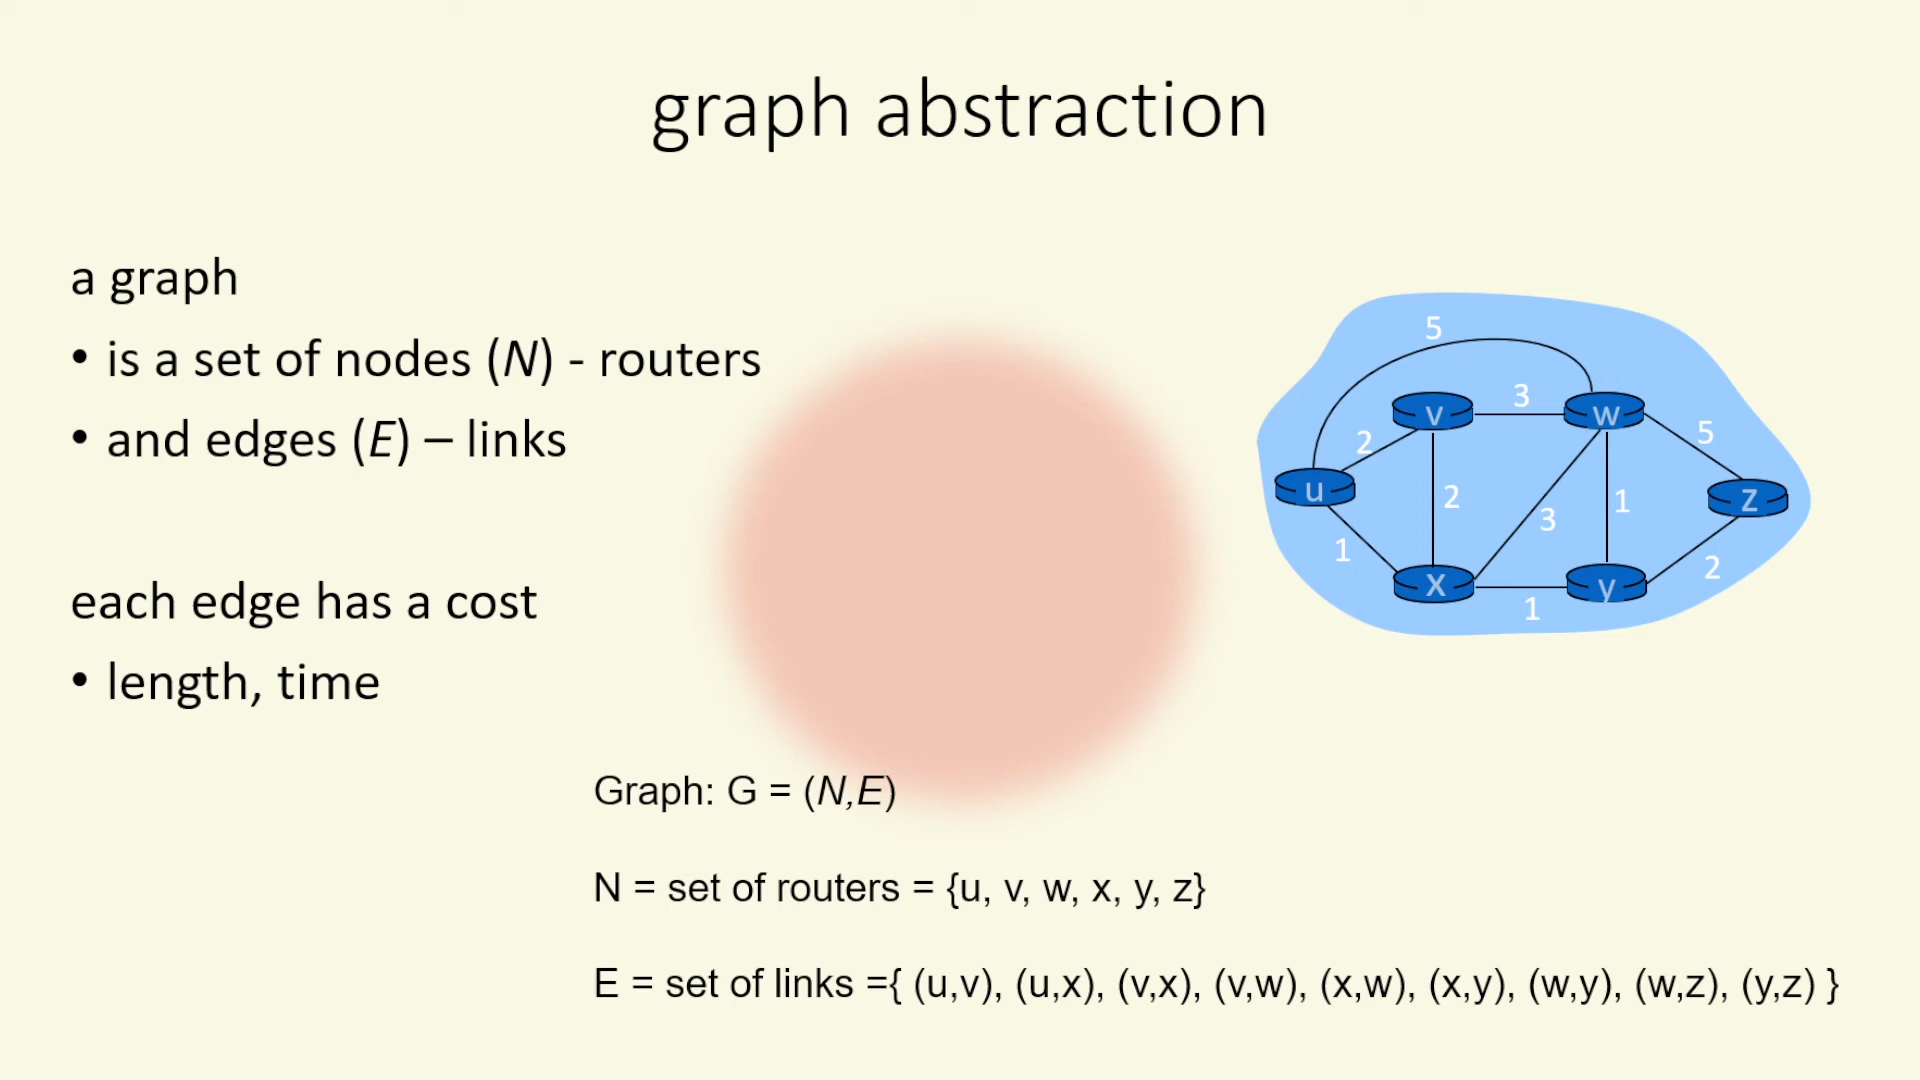 graph abstraction
a graph
• is a set of nodes (N) - routers
• and edges (E) – links
each edge has a cost
• length, time
5
v
3
w
2
5
u
2
3
1
z
1
x
1
y
2
Graph: G = (N,E)
N = set of routers = {u, v, w, x, y, z}
E = set of links ={ (u,v), (u,x), (v,x), (v,w), (x,w), (x,y), (w,y), (w,z), (y,z) }